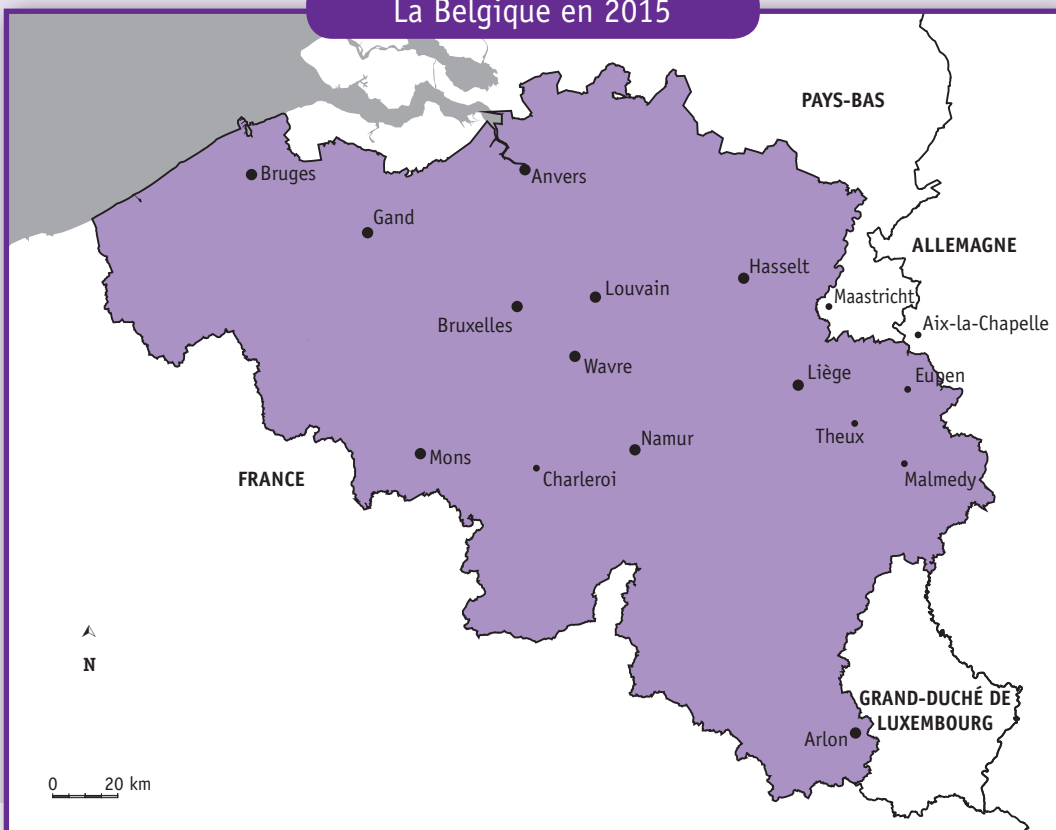 La Belgique en 2015
PAYS-BAS
Bruges
Anvers
Gand
ALLEMAGNE
Hasselt
Louvain
Maastricht
Bruxelles
Aix-la-Chapelle
Wavre
Liège
Eupen
Theux
Namur
Mons
FRANCE
Charleroi
Malmedy
N
GRAND-DUCHÉ DE
LUXEMBOURG
Arlon
0 20 km